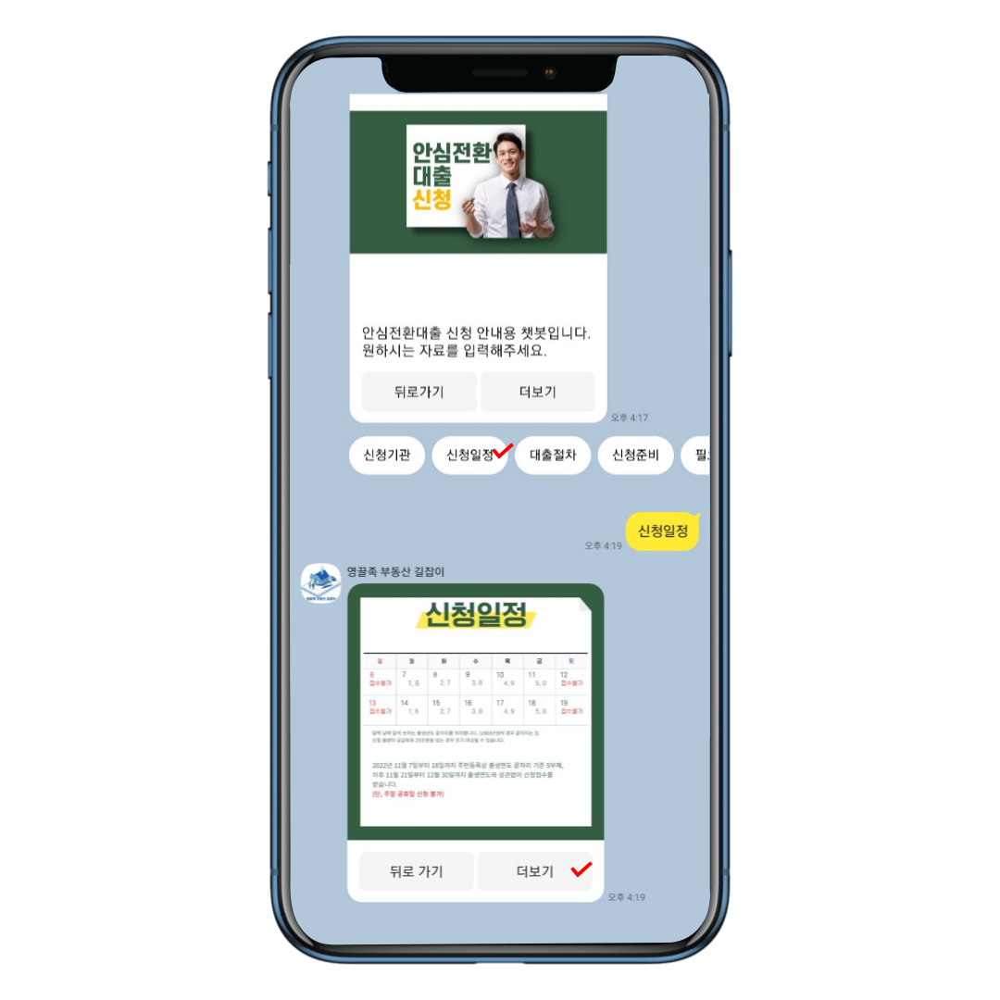 안심전환
대출
신청
안심전환대출 신청 안내용 챗봇입니다.
원하시는 자료를 입력해주세요.
뒤로가기
더보기
오후 4:17
신청기관
신청일정
대출절차
신청준비
신청일정
오후 4:19
영끌족 부동산 길잡이
신청일정
일 월 화 수 목 금 토
6 7 8 9 10 11 12
접수불가 1, 6 2, 7 3, 8 4, 9 5, 0 접수불가
13 14 15 16 17 18 19
접수불가 1, 6 2, 7 3, 8 4, 9 5, 0 접수불가
2022년 11월 7일부터 18일까지 주민등록상 출생연도 끝자리 기준 5부제,
이후 11월 21일부터 12월 30일까지 출생연도와 상관없이 신청접수를
받습니다.
(단, 주말 공휴일 신청 불가)
뒤로 가기
더보기
오후 4:19